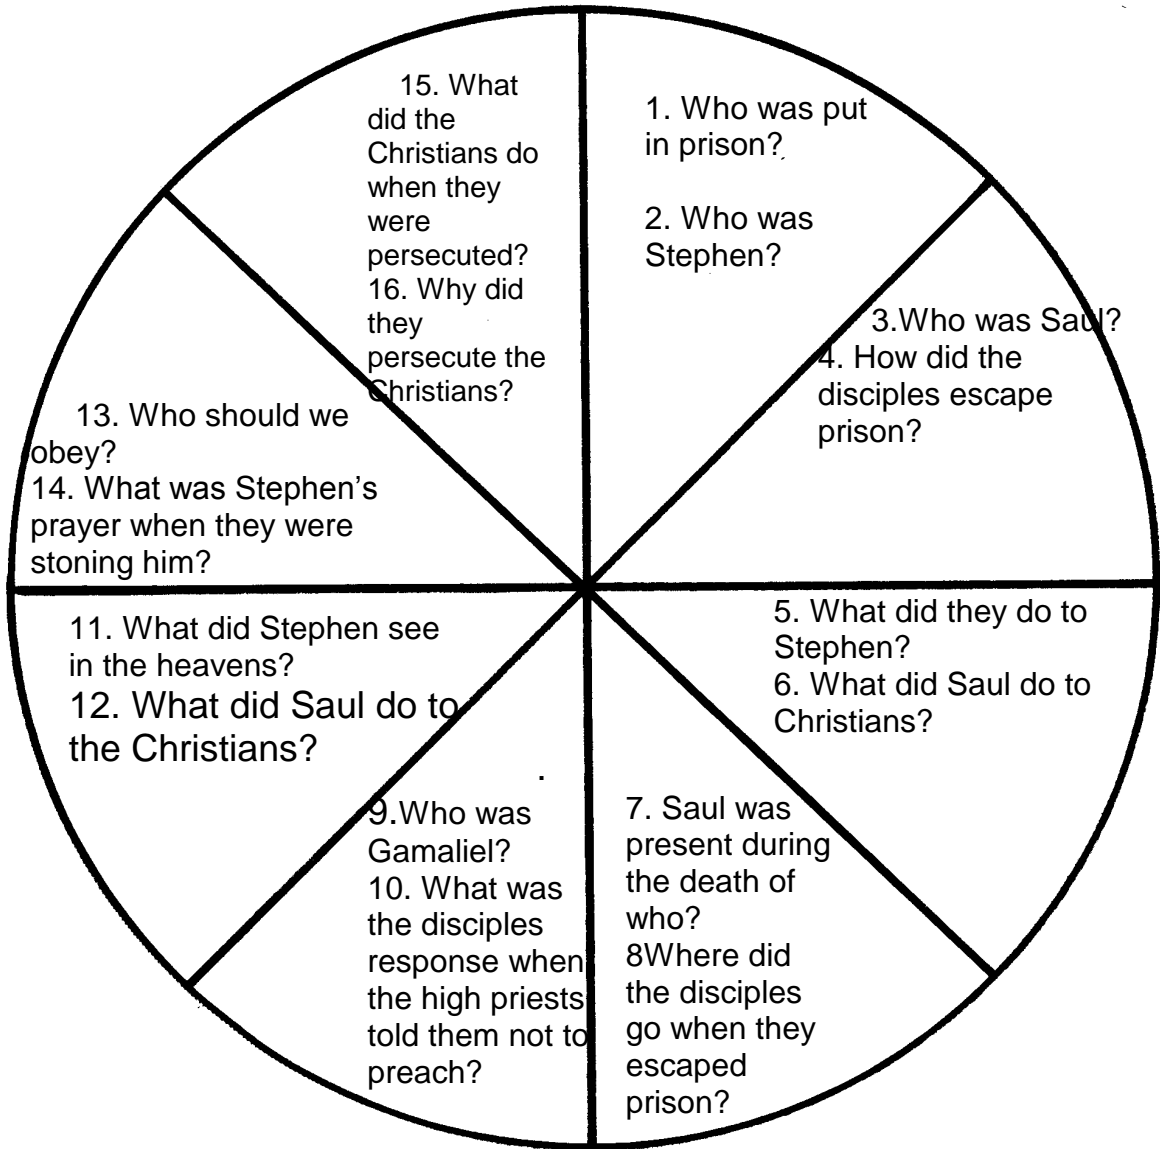 1. Who was put
in prison?
2. Who was
Stephen?
3.Who was Saul?
4. How did the
disciples escape
prison?
5. What did they do to
Stephen?
6. What did Saul do to
Christians?
7. Saul was
present during
the death of
who?
8Where did
the disciples
go when they
escaped
prison?
9.Who was
Gamaliel?
10. What was
the disciples
response when
the high priests
told them not to
preach?
11. What did Stephen see
in the heavens?
12. What did Saul do to
the Christians?
13. Who should we
obey?
14. What was Stephen’s
prayer when they were
stoning him?
15. What
did the
Christians do
when they
were
persecuted?
16. Why did
they
persecute the
Christians?